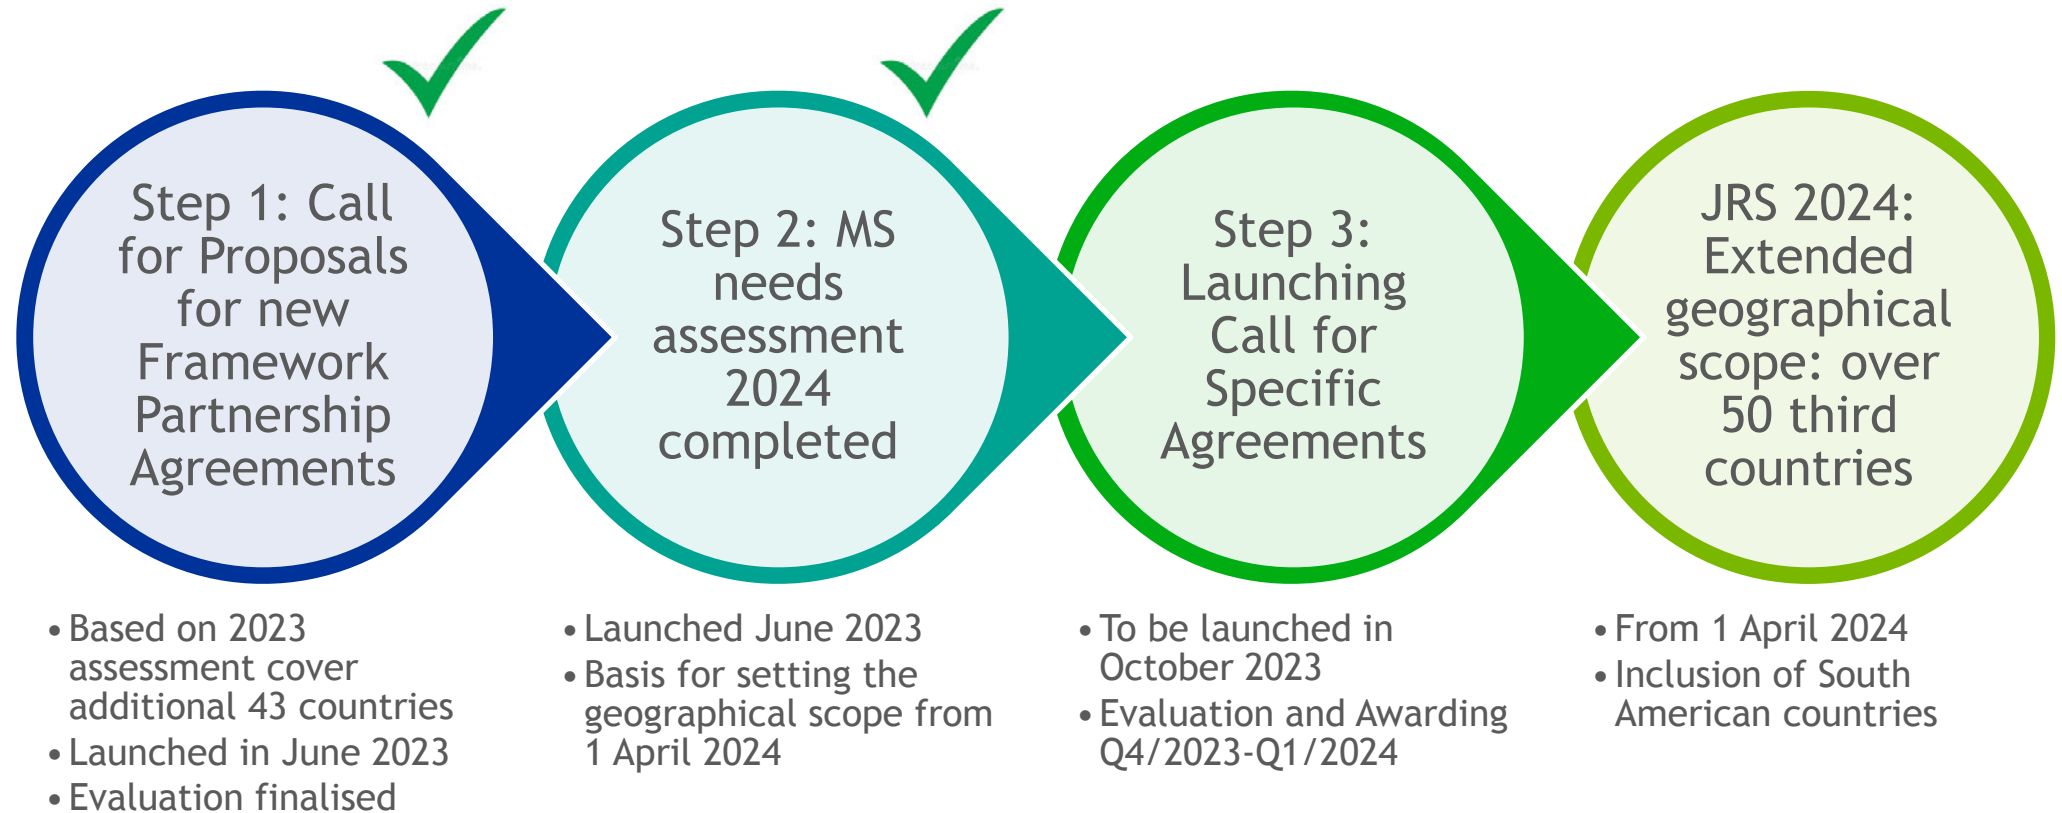 Step 1: Call
for Proposals
for new
Framework
Partnership
Agreements
Step 2: MS
needs
assessment
2024
completed
Step 3:
Launching
Call for
Specific
Agreements
JRS 2024:
Extended
geographical
scope: over
50 third
countries
• Based on 2023
assessment cover
additional 43 countries
• Launched in June 2023
• Evaluation finalised
• Launched June 2023
• Basis for setting the
geographical scope from
1 April 2024
• To be launched in
October 2023
• Evaluation and Awarding
Q4/2023-Q1/2024
• From 1 April 2024
• Inclusion of South
American countries